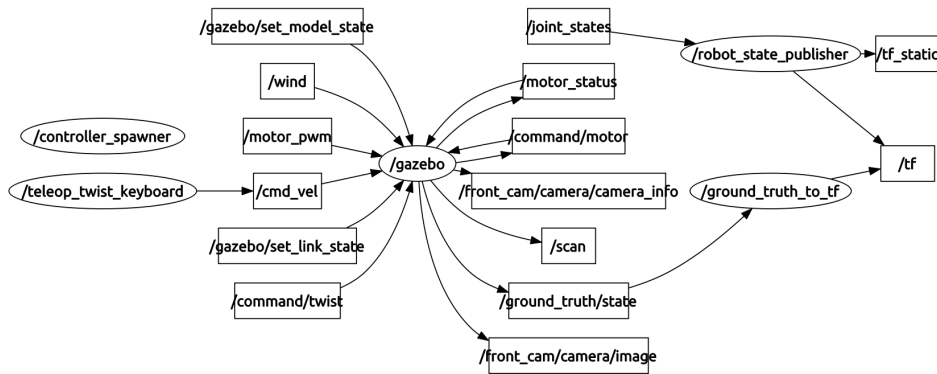 /gazebo/set_model_state
/joint_states
/robot_state_publisher
/tf_static
/wind
/motor_status
/controller_spawner
/motor_pwm
/command/motor
/gazebo
/tf
/teleop_twist_keyboard
/cmd_vel
/front_cam/camera/camera_info
/ground_truth_to_tf
/gazebo/set_link_state
/scan
/command/twist
/ground_truth/state
/front_cam/camera/image